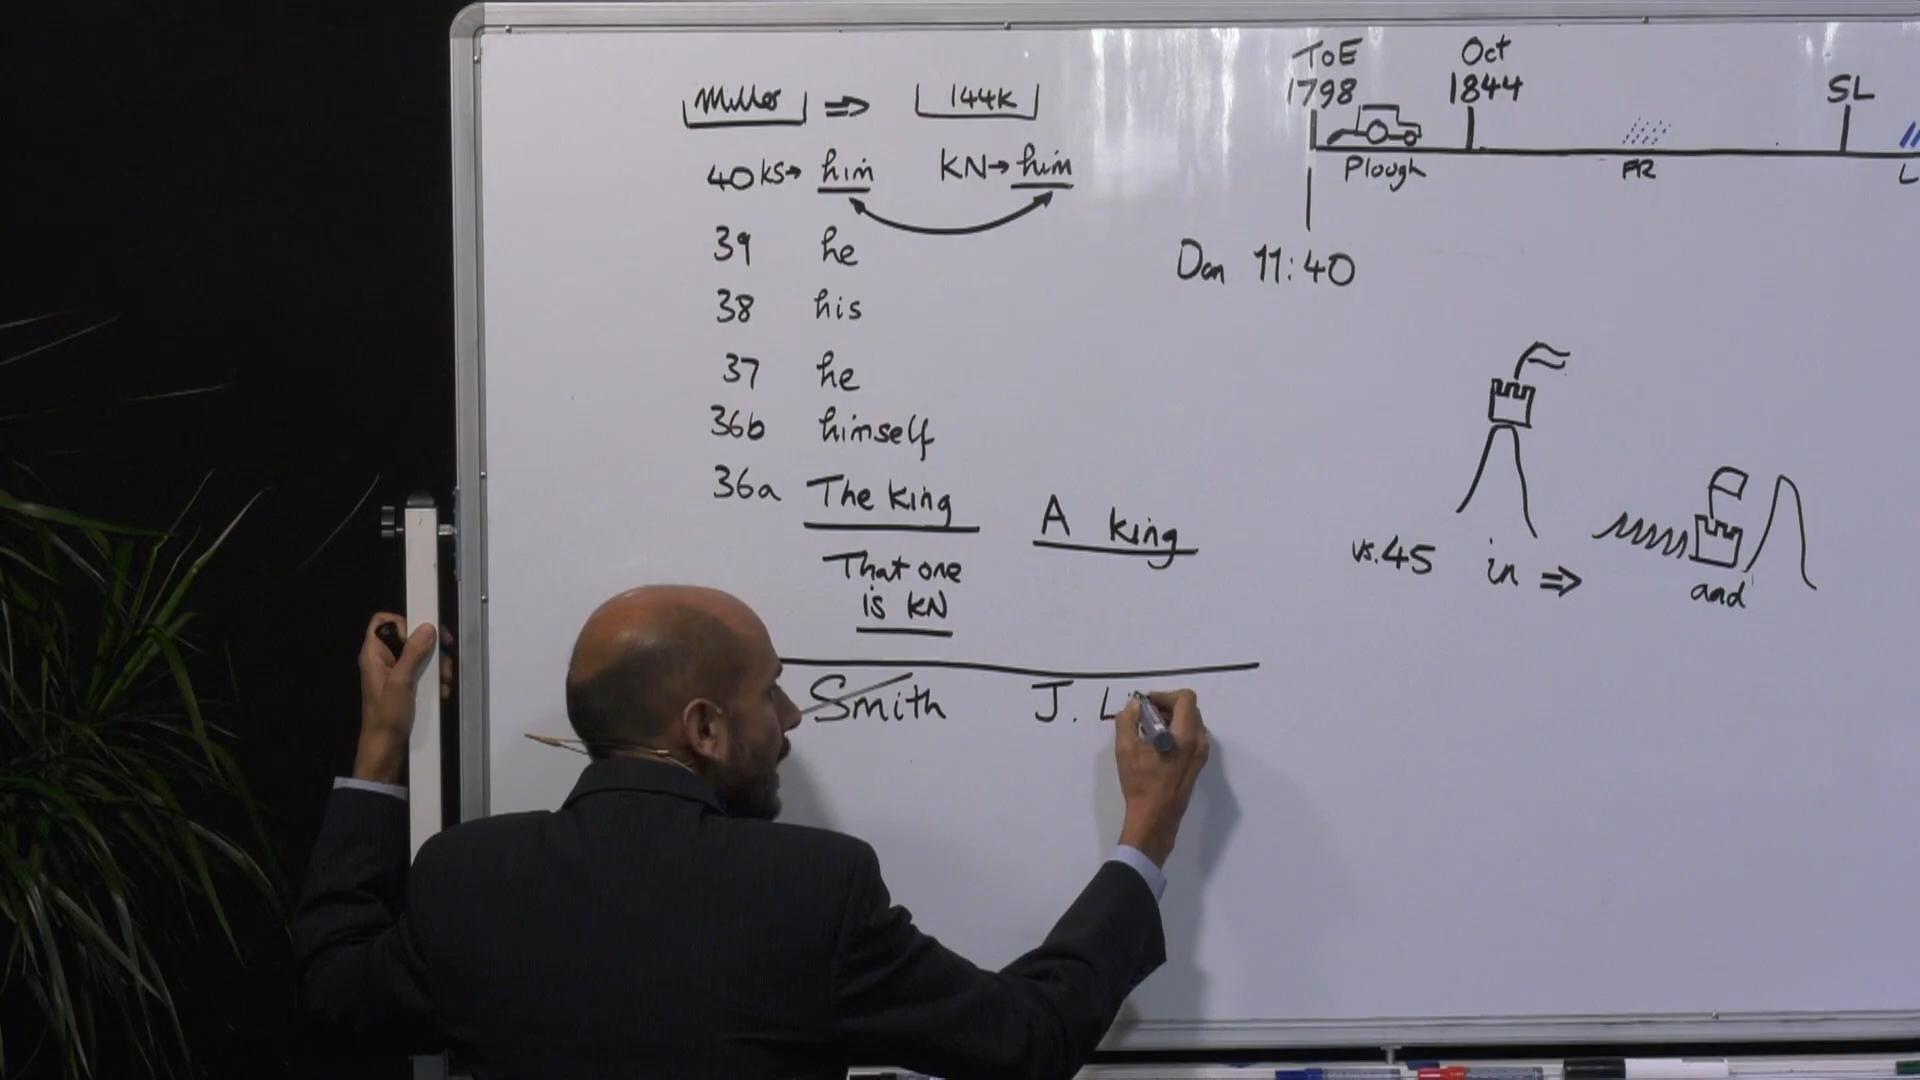 Miller ⇒ 144K
40 KS→ him KN→ him
39 he
38 his
37 he
36b himself
36a The king A king
That one
is KN
Smith J. L
ToE Oct
1798 1844 SL
Plough L
Dan 11:40
vs.45 in ⇒ and